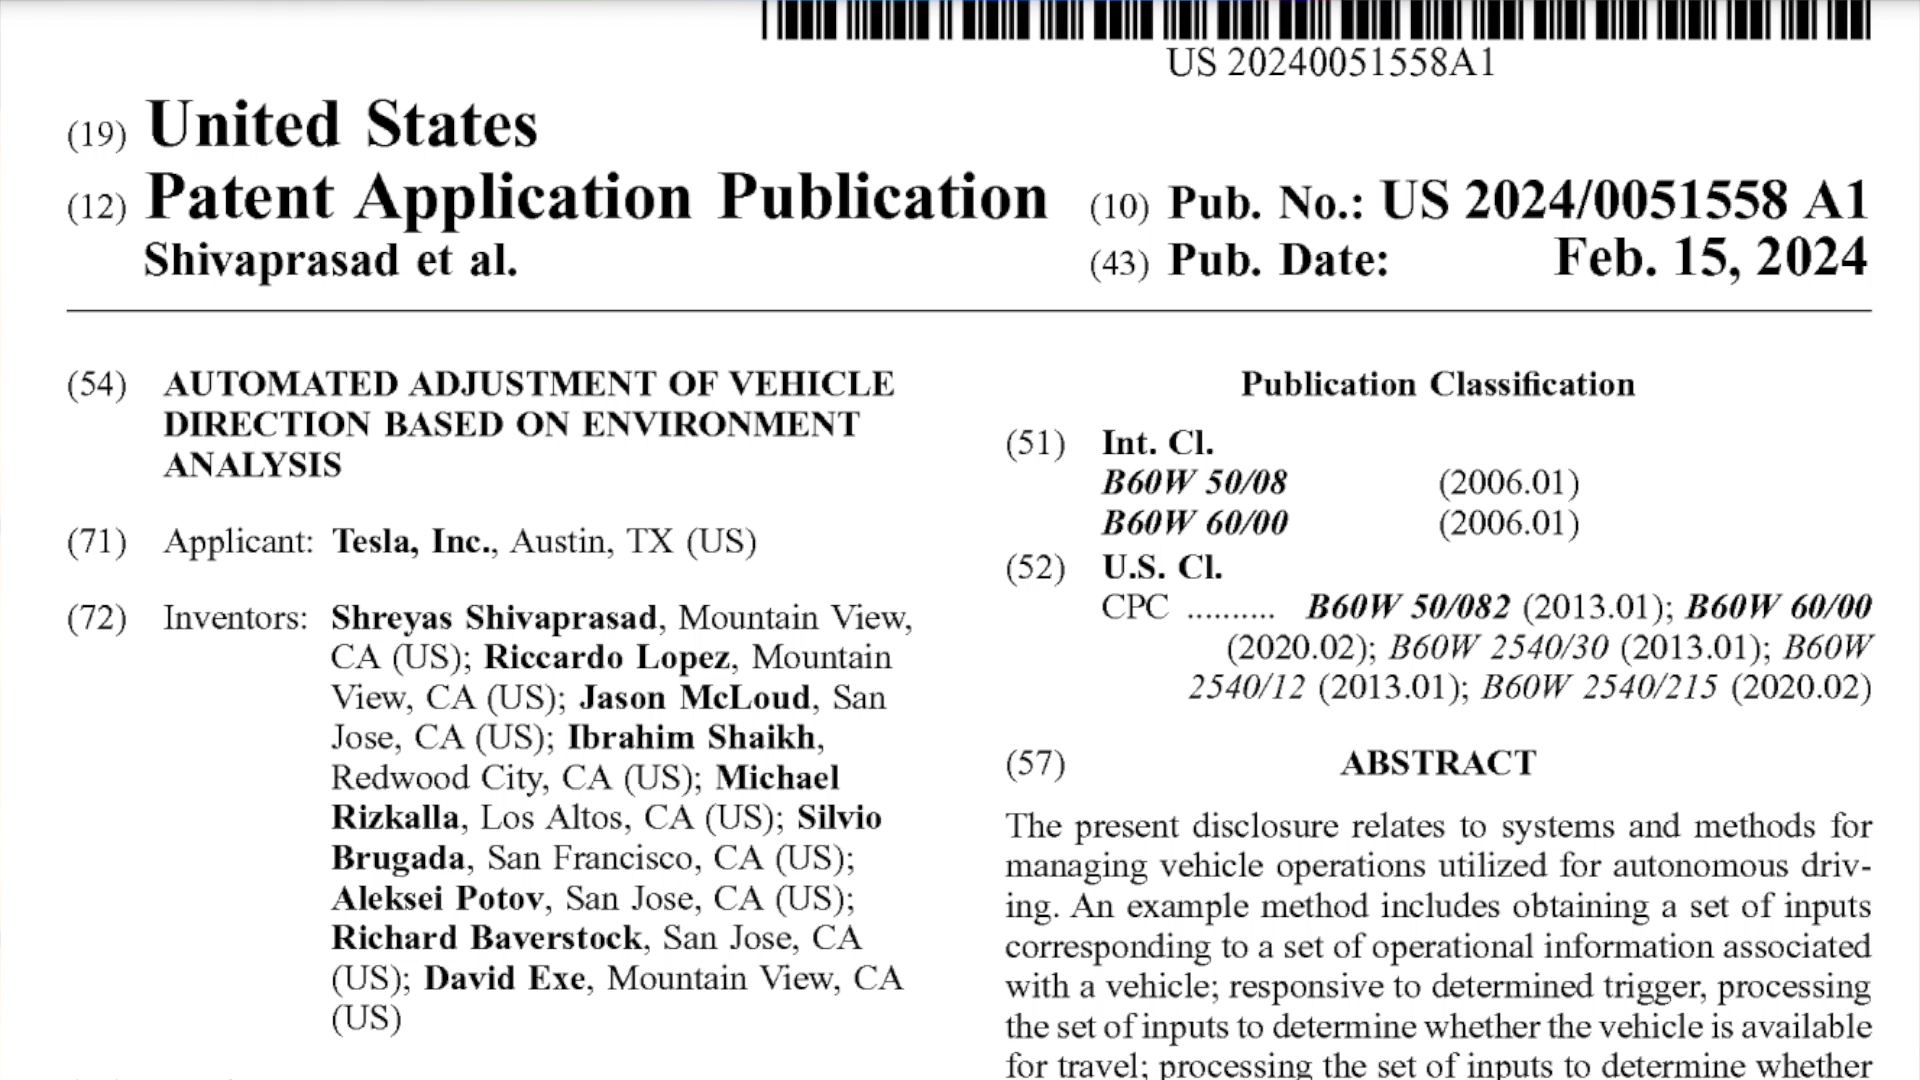 US 20240051558A1
(19) United States
(12) Patent Application Publication
Shivaprasad et al.
(10) Pub. No.: US 2024/0051558 A1
(43) Pub. Date: Feb. 15, 2024
(54) AUTOMATED ADJUSTMENT OF VEHICLE
DIRECTION BASED ON ENVIRONMENT
ANALYSIS
(71) Applicant: Tesla, Inc., Austin, TX (US)
(72) Inventors: Shreyas Shivaprasad, Mountain View,
CA (US); Riccardo Lopez, Mountain
View, CA (US); Jason McLoud, San
Jose, CA (US); Ibrahim Shaikh,
Redwood City, CA (US); Michael
Rizkalla, Los Altos, CA (US); Silvio
Brugada, San Francisco, CA (US);
Aleksei Potov, San Jose, CA (US);
Richard Baverstock, San Jose, CA
(US); David Exe, Mountain View, CA
(US)
Publication Classification
(51) Int. Cl.
B60W 50/08 (2006.01)
B60W 60/00 (2006.01)
(52) U.S. Cl.
CPC .......... B60W 50/082 (2013.01); B60W 60/00
(2020.02); B60W 2540/30 (2013.01); B60W
2540/12 (2013.01); B60W 2540/215 (2020.02)
(57) ABSTRACT
The present disclosure relates to systems and methods for
managing vehicle operations utilized for autonomous driv-
ing. An example method includes obtaining a set of inputs
corresponding to a set of operational information associated
with a vehicle; responsive to determined trigger, processing
the set of inputs to determine whether the vehicle is available
for travel; processing the set of inputs to determine whether